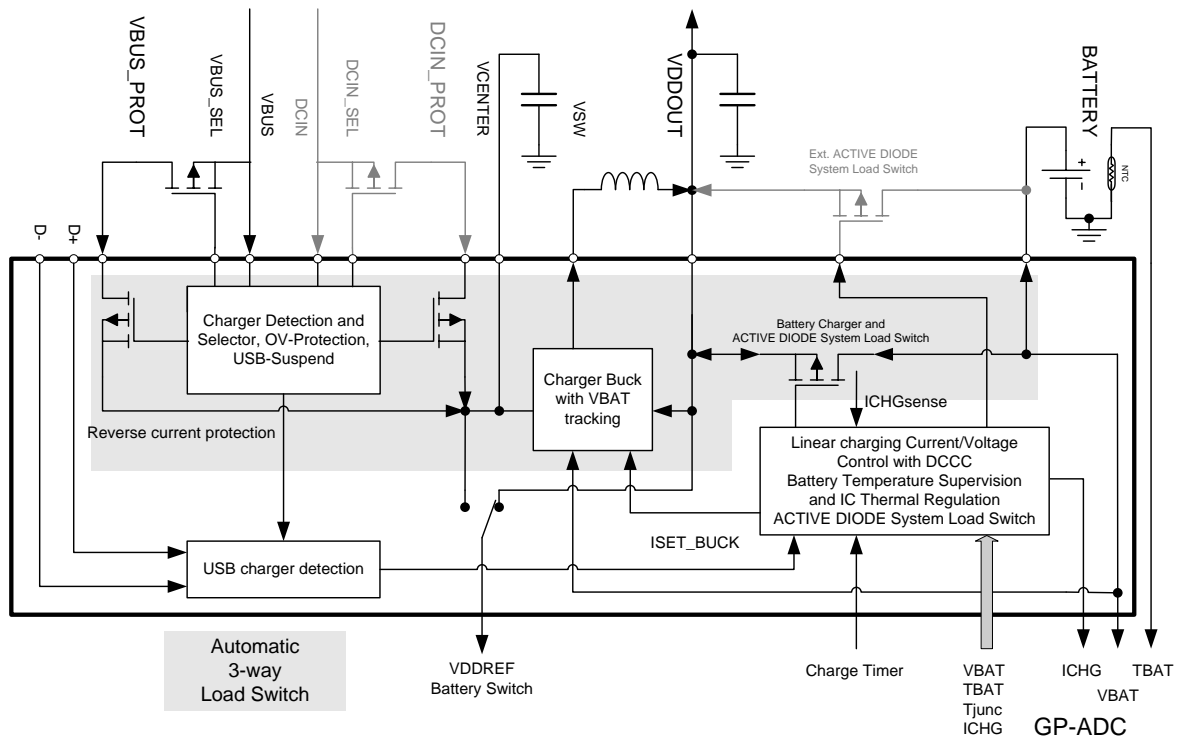 VBUS_PROT
VBUS_SEL
VBUS
DCIN
DCIN_SEL
DCIN_PROT
VCENTER
VSW
VDDOUT
BATTERY
NTC
+
-
Ext. ACTIVE DIODE
System Load Switch
D-
D+
Charger Detection and
Selector, OV-Protection,
USB-Suspend
Battery Charger and
ACTIVE DIODE System Load Switch
Charger Buck
with VBAT
tracking
ICHGsense
Reverse current protection
Linear charging Current/Voltage
Control with DCCC
Battery Temperature Supervision
and IC Thermal Regulation
ACTIVE DIODE System Load Switch
ISET_BUCK
USB charger detection
Automatic
3-way
Load Switch
VDDREF
Battery Switch
Charge Timer
VBAT
TBAT
Tjunc
ICHG
ICHG
VBAT
TBAT
GP-ADC